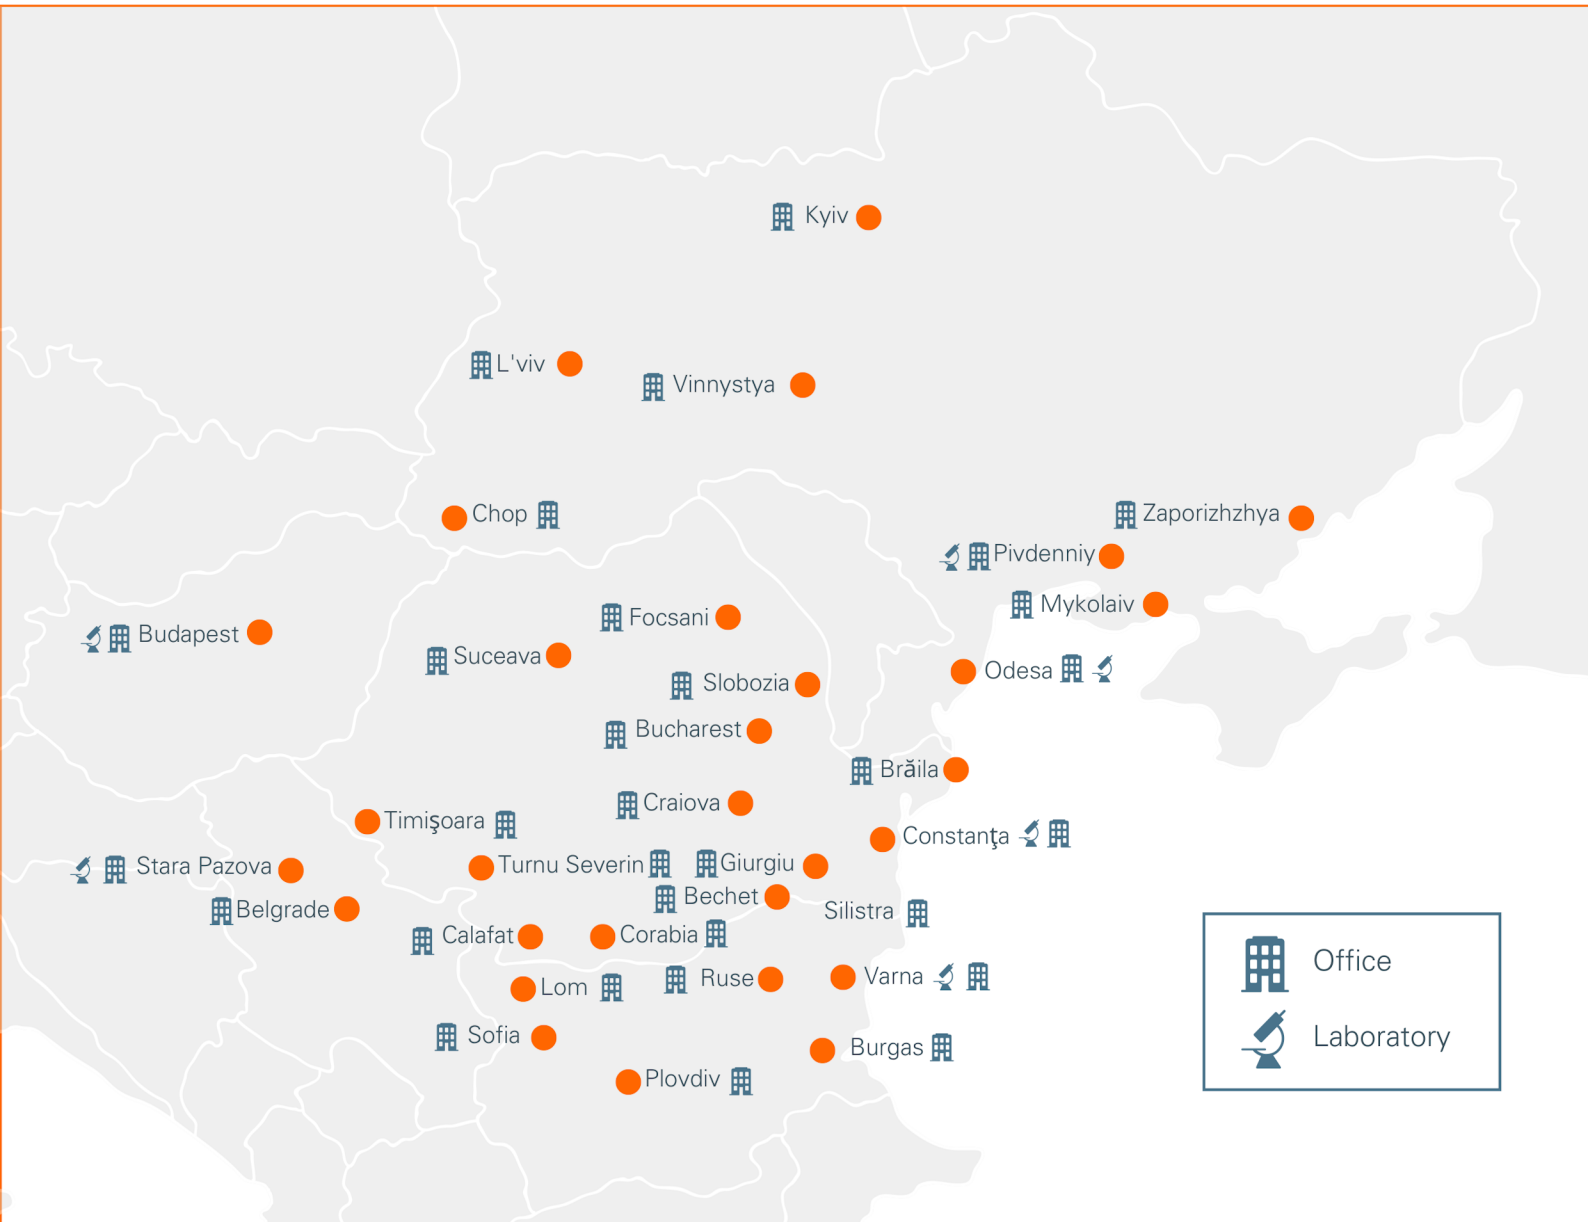 Kyiv
L'viv
Vinnystya
Chop
Zaporizhzhya
Pivdenniy
Mykolaiv
Focsani
Budapest
Suceava
Odesa
Slobozia
Bucharest
Brăila
Craiova
Timişoara
Constanţa
Stara Pazova
Turnu Severin
Giurgiu
Bechet
Belgrade
Silistra
Calafat
Corabia
Ruse
Varna
Lom
Sofia
Burgas
Plovdiv
Office
Laboratory